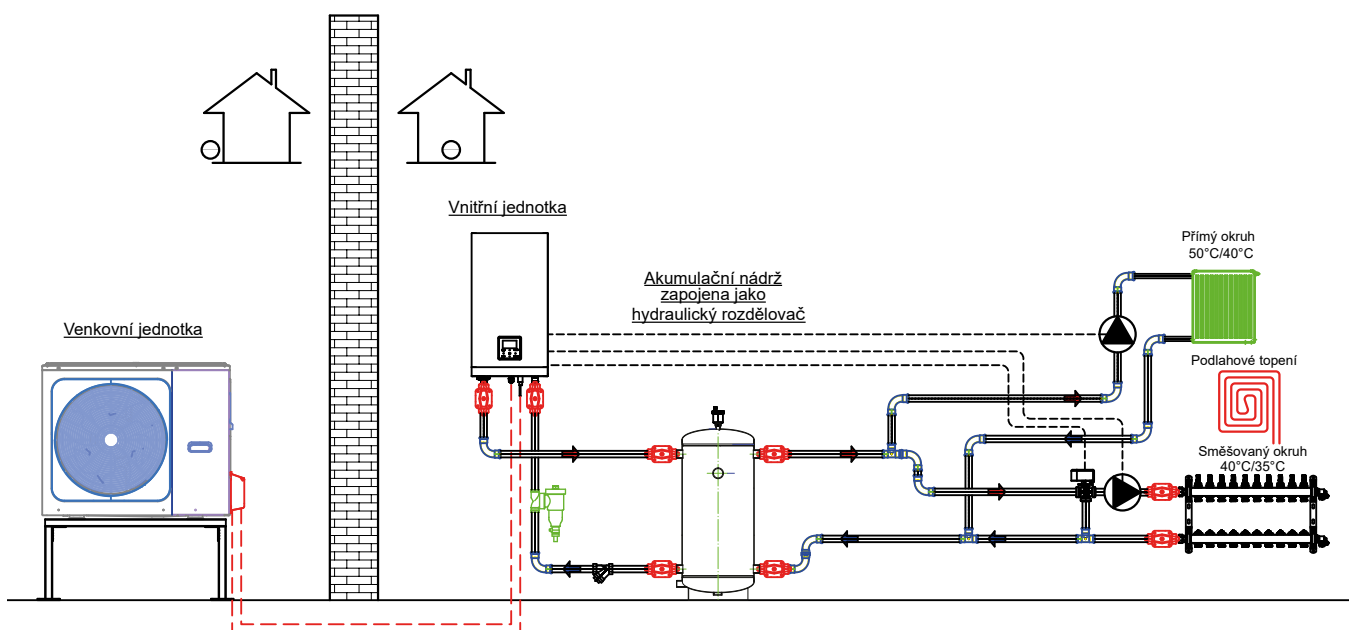 Vnitřní jednotka
Přímý okruh
50°C/40°C
Akumulační nádrž
zapojena jako
hydraulický rozdělovač
Venkovní jednotka
Podlahové topení
Směšovaný okruh
40°C/35°C